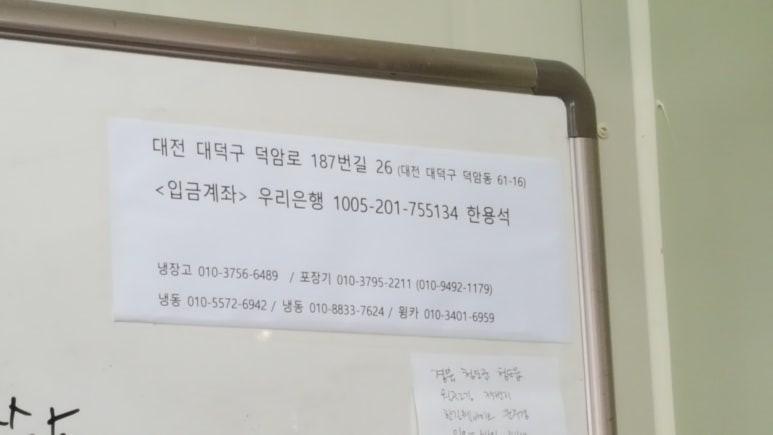 대전 대덕구 덕암로 187번길 26 (대전 대덕구 덕암동 61-16)
<입금계좌> 우리은행 1005-201-755134 한용석
냉장고 010-3756-6489 / 포장기 010-3795-2211 (010-9492-1179)
냉동 010-5572-6942 / 냉동 010-8833-7624 / 윙카 010-3401-6959